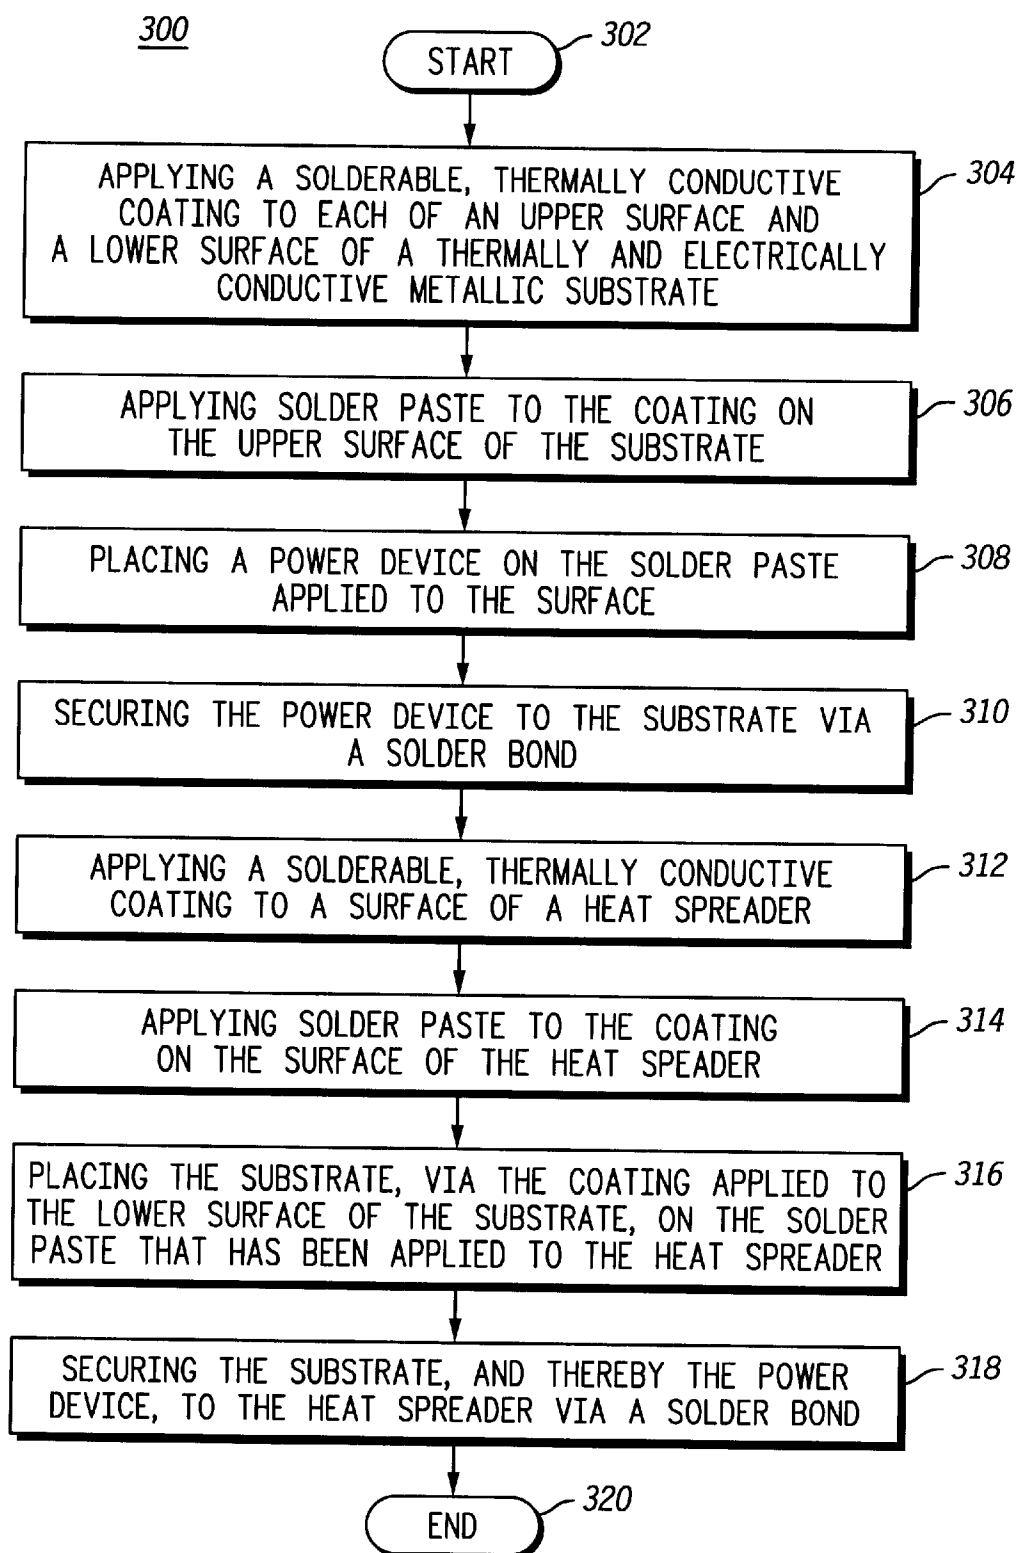 300
302
START
304
APPLYING A SOLDERABLE, THERMALLY CONDUCTIVE
COATING TO EACH OF AN UPPER SURFACE AND
A LOWER SURFACE OF A THERMALLY AND ELECTRICALLY
CONDUCTIVE METALLIC SUBSTRATE
306
APPLYING SOLDER PASTE TO THE COATING ON
THE UPPER SURFACE OF THE SUBSTRATE
308
PLACING A POWER DEVICE ON THE SOLDER PASTE
APPLIED TO THE SURFACE
310
SECURING THE POWER DEVICE TO THE SUBSTRATE VIA
A SOLDER BOND
312
APPLYING A SOLDERABLE, THERMALLY CONDUCTIVE
COATING TO A SURFACE OF A HEAT SPREADER
314
APPLYING SOLDER PASTE TO THE COATING
ON THE SURFACE OF THE HEAT SPEADER
316
PLACING THE SUBSTRATE, VIA THE COATING APPLIED TO
THE LOWER SURFACE OF THE SUBSTRATE, ON THE SOLDER
PASTE THAT HAS BEEN APPLIED TO THE HEAT SPREADER
318
SECURING THE SUBSTRATE, AND THEREBY THE POWER
DEVICE, TO THE HEAT SPREADER VIA A SOLDER BOND
320
END